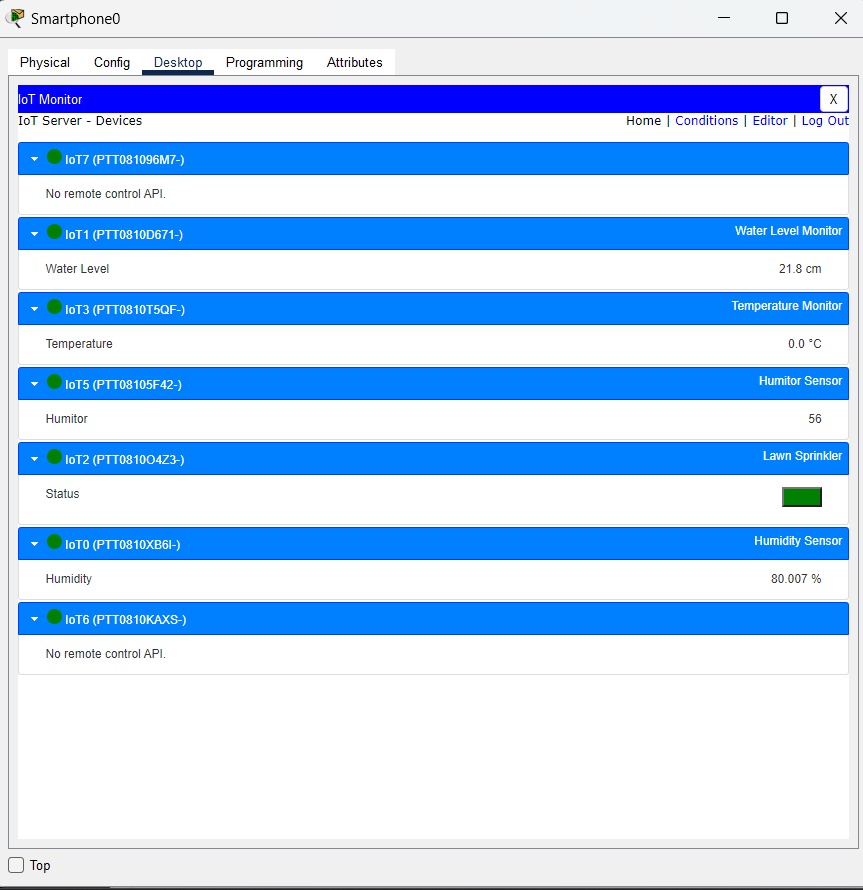 Smartphone0
Physical Config Desktop Programming Attributes
IoT Monitor X
IoT Server - Devices Home | Conditions | Editor | Log Out
IoT7 (PTT081096M7-)
No remote control API.
IoT1 (PTT0810D671-) Water Level Monitor
Water Level 21.8 cm
IoT3 (PTT0810T5QF-) Temperature Monitor
Temperature 0.0 °C
IoT5 (PTT08105F42-) Humitor Sensor
Humitor 56
IoT2 (PTT0810O4Z3-) Lawn Sprinkler
Status
IoT0 (PTT0810XB6I-) Humidity Sensor
Humidity 80.007 %
IoT6 (PTT0810KAXS-)
No remote control API.
Top